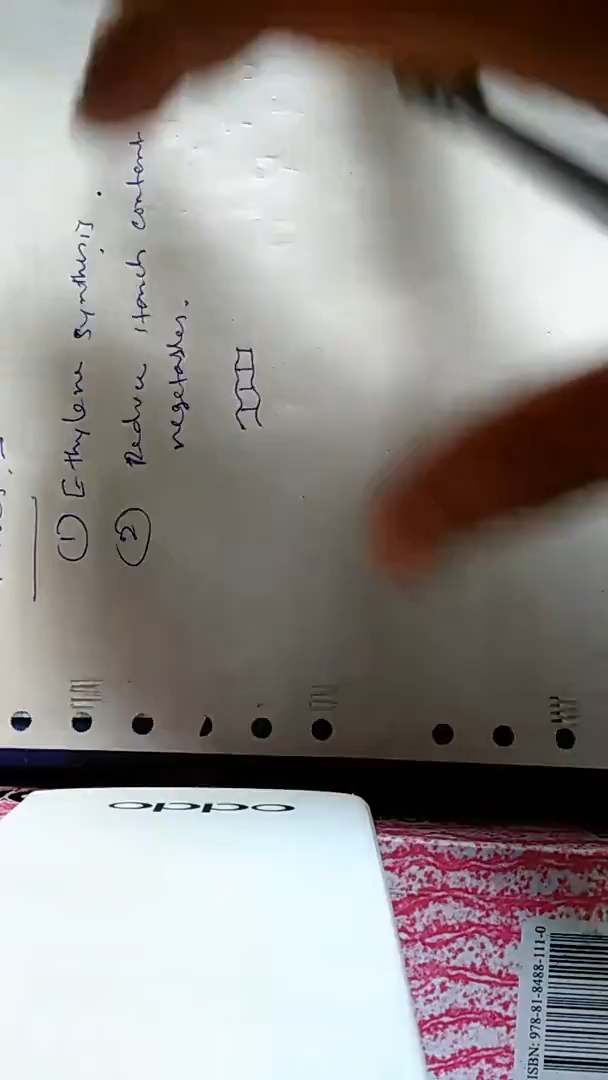 ① Ethylene synthesis.
② Reduce starch content
vegetables.
oppo
ISBN: 978-81-8488-111-0